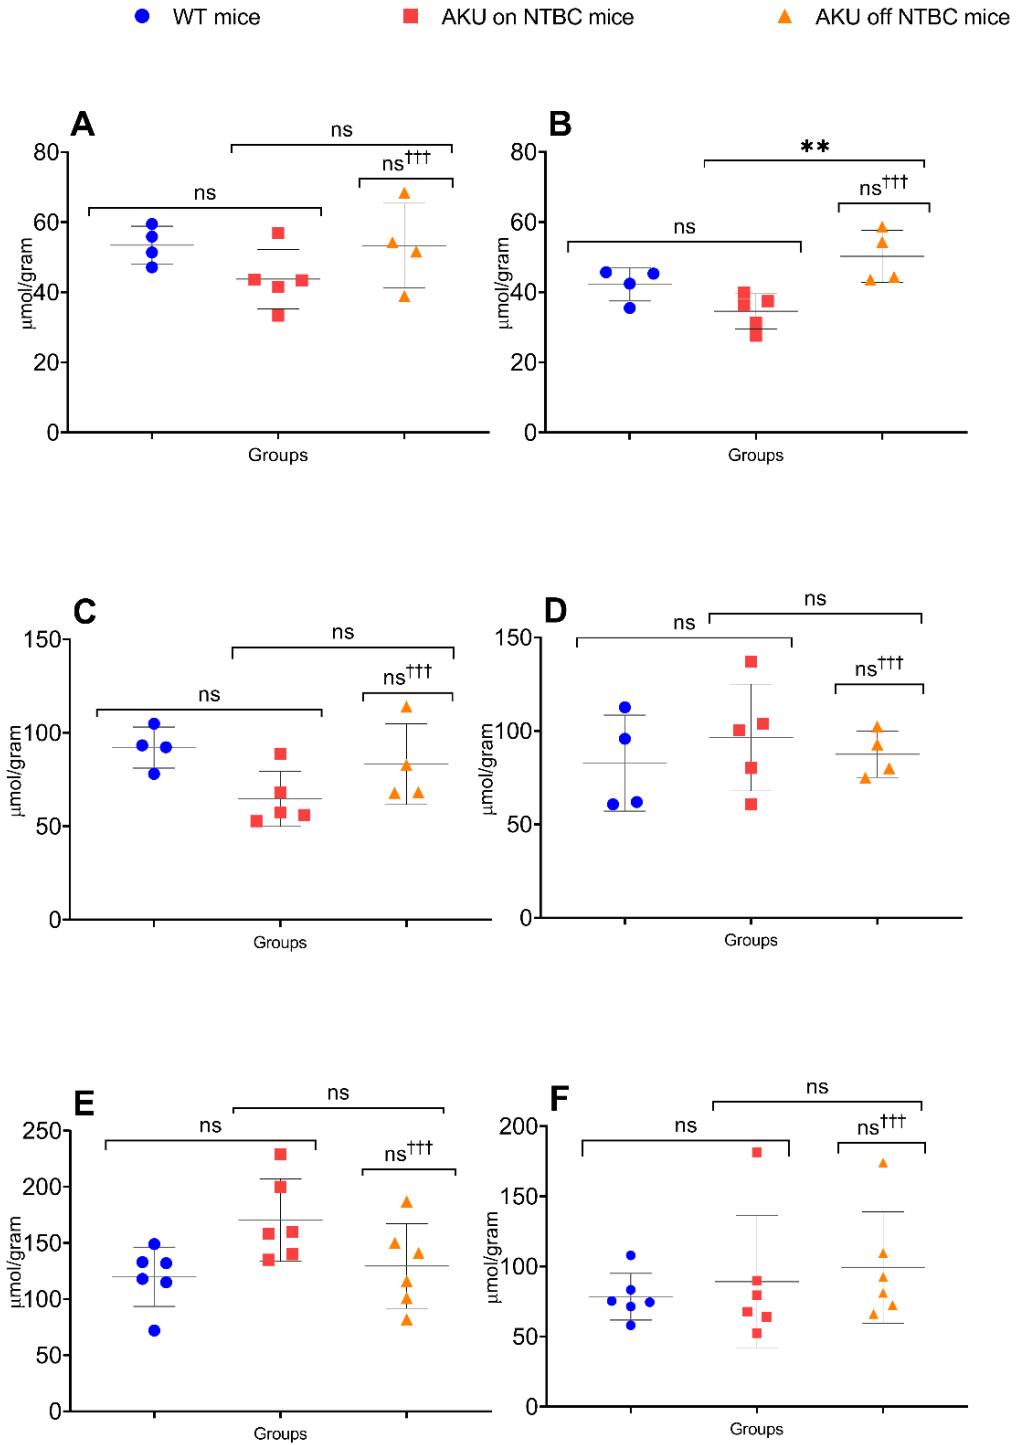 WT mice AKU on NTBC mice AKU off NTBC mice
A
ns
ns
ns†††
80
60
40
20
0
µmol/gram
Groups
B
**
ns
ns†††
80
60
40
20
0
µmol/gram
Groups
C
ns
ns
ns†††
150
100
50
0
µmol/gram
Groups
D
ns
ns
ns†††
150
100
50
0
µmol/gram
Groups
E
ns
ns
ns†††
250
200
150
100
50
0
µmol/gram
Groups
F
ns
ns
ns†††
200
150
100
50
0
µmol/gram
Groups